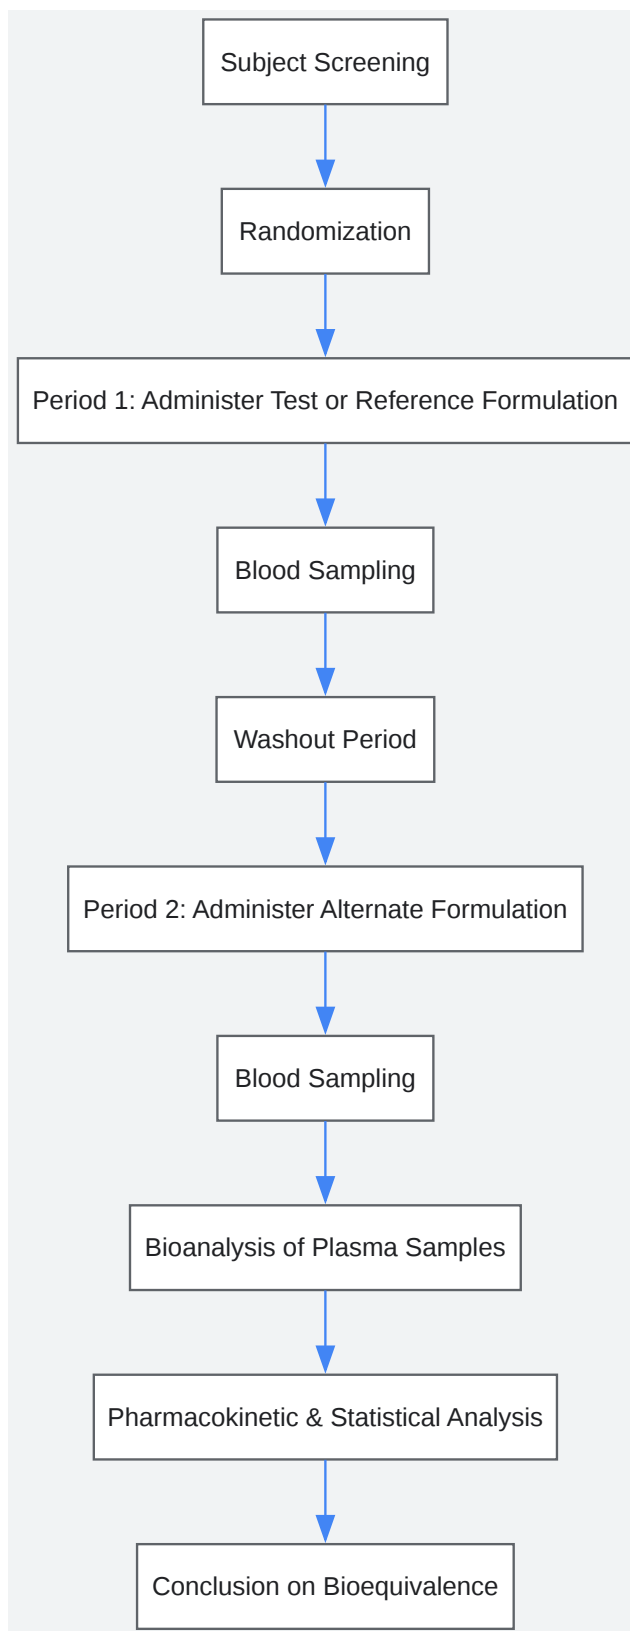 Subject Screening
Randomization
Period 1: Administer Test or Reference Formulation
Blood Sampling
Washout Period
Period 2: Administer Alternate Formulation
Blood Sampling
Bioanalysis of Plasma Samples
Pharmacokinetic & Statistical Analysis
Conclusion on Bioequivalence